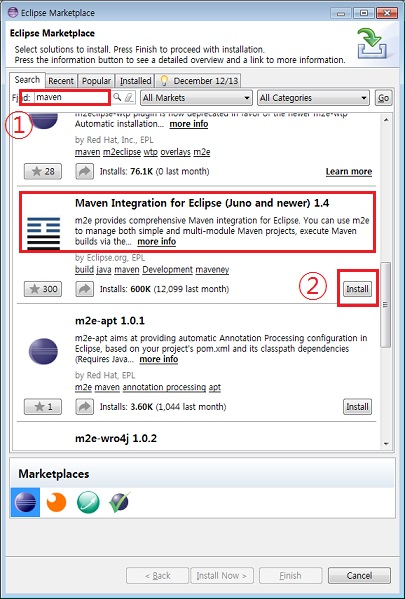 Eclipse Marketplace
Eclipse Marketplace
Select solutions to install. Press Finish to proceed with installation.
Press the information button to see a detailed overview and a link to more information.
Search Recent Popular Installed December 12/13
Find: maven All Markets All Categories Go
①
m2eclipse-wtp plugin is now deprecated in favor of the newer m2e-wtp
Automatic installation... more info
by Red Hat, Inc., EPL
maven m2eclipse wtp overlays m2e
28 Installs: 76.1K (0 last month) Learn more
Maven Integration for Eclipse (Juno and newer) 1.4
m2e provides comprehensive Maven integration for Eclipse. You can use m2e
to manage both simple and multi-module Maven projects, execute Maven
builds via the... more info
by Eclipse.org, EPL
build java maven Development maveney
②
300 Installs: 600K (12,099 last month) Install
m2e-apt 1.0.1
m2e-apt aims at providing automatic Annotation Processing configuration in
Eclipse, based on your project's pom.xml and its classpath dependencies
(Requires Java... more info
by Red Hat, EPL
m2e maven annotation processing apt
1 Installs: 3.60K (1,044 last month) Install
m2e-wro4j 1.0.2
Marketplaces
< Back Install Now > Finish Cancel